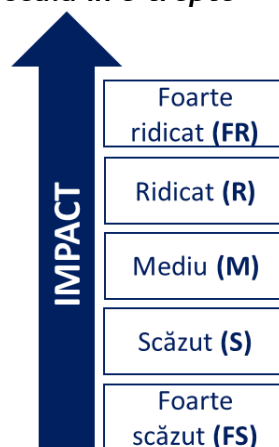 Foarte
ridicat (FR)
Ridicat (R)
IMPACT
Mediu (M)
Scăzut (S)
Foarte
scăzut (FS)